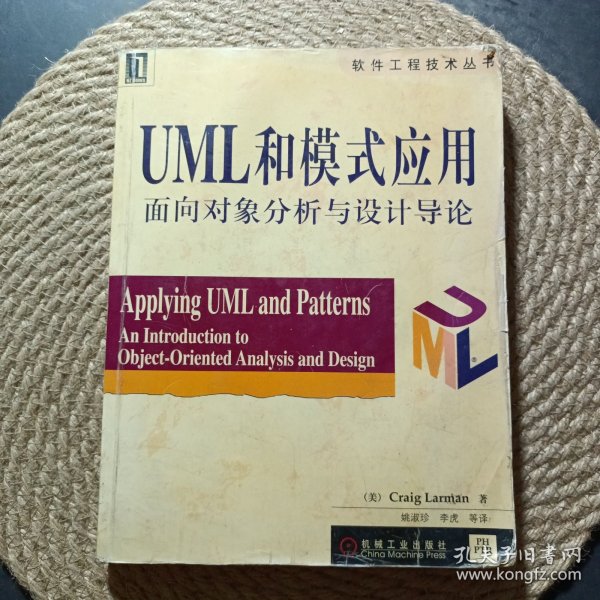 软件工程技术丛书
UML和模式应用
面向对象分析与设计导论
Applying UML and Patterns
An Introduction to
Object-Oriented Analysis and Design
UML
（美） Craig Larman 著
姚淑珍 李虎 等译
机械工业出版社
China Machine Press
PH
PTR
孔夫子旧书网
www.kongfz.com